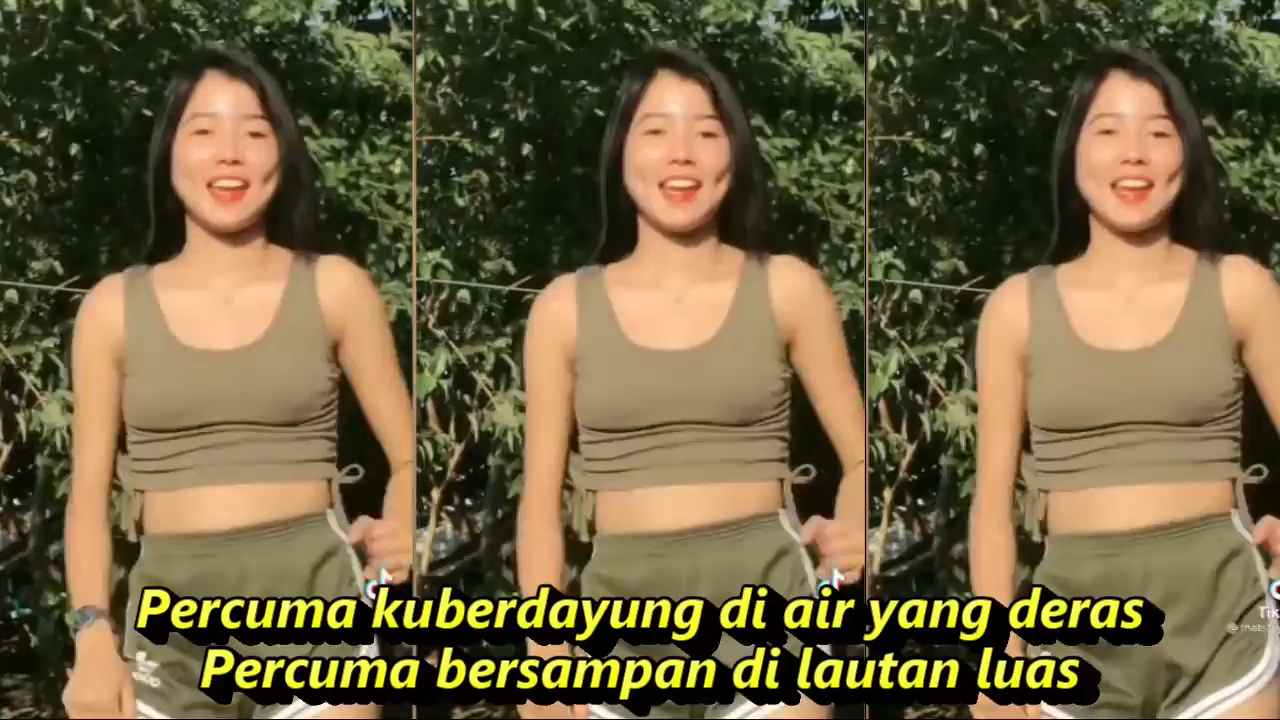 Percuma kuberdayung di air yang deras
Percuma bersampan di lautan luas